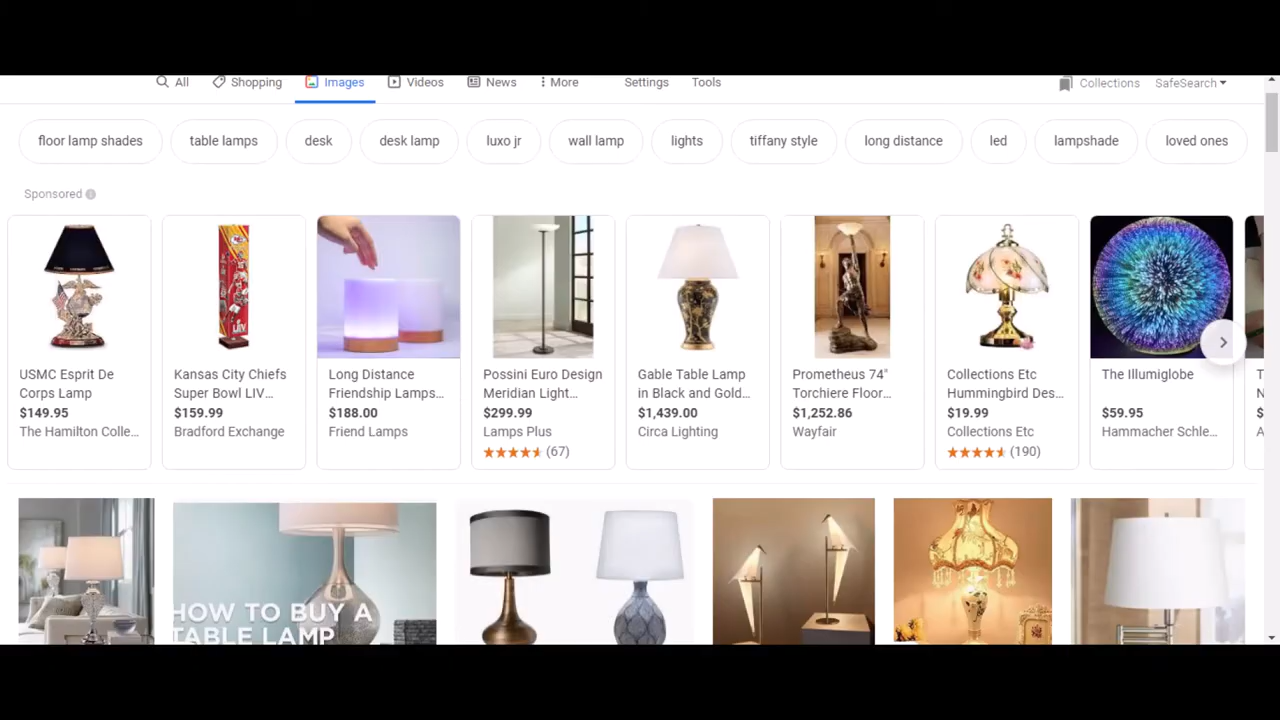 All
Shopping
Images
Videos
News
More
Settings
Tools
Collections
SafeSearch
floor lamp shades
table lamps
desk
desk lamp
luxo jr
wall lamp
lights
tiffany style
long distance
led
lampshade
loved ones
Sponsored
USMC Esprit De
Corps Lamp
$149.95
The Hamilton Colle...
Kansas City Chiefs
Super Bowl LIV...
$159.99
Bradford Exchange
Long Distance
Friendship Lamps...
$188.00
Friend Lamps
Possini Euro Design
Meridian Light...
$299.99
Lamps Plus
(67)
Gable Table Lamp
in Black and Gold...
$1,439.00
Circa Lighting
Prometheus 74"
Torchiere Floor...
$1,252.86
Wayfair
Collections Etc
Hummingbird Des...
$19.99
Collections Etc
(190)
The Illumiglobe
$59.95
Hammacher Schle...
HOW TO BUY A
TABLE LAMP